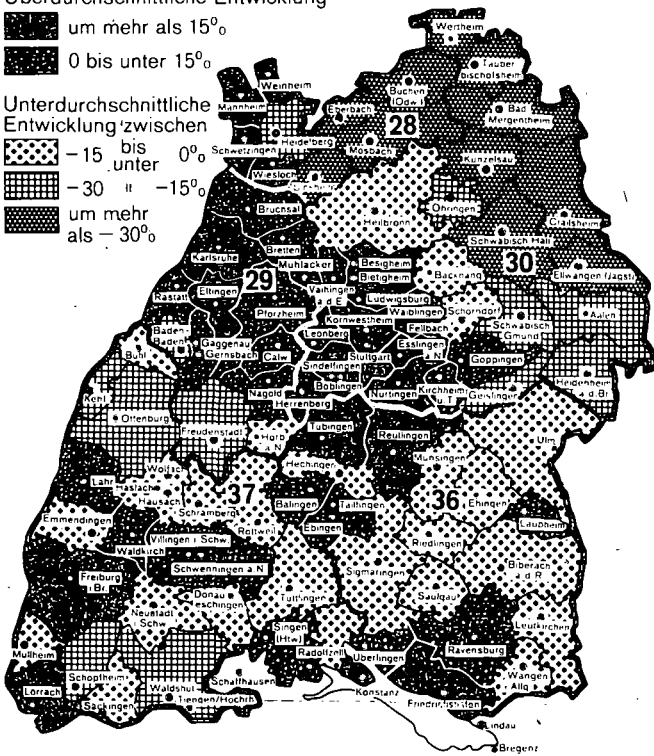 Überdurchschnittliche Entwicklung
um mehr als 15%
0 bis unter 15%
Unterdurchschnittliche
Entwicklung zwischen
-15 bis unter 0%
-30 " -15%
um mehr
als -30%
Wertheim
Tauber
bischofsheim
Weinheim
Buchen
(Odw)
Mannheim
Eberbach
28
Bad
Mergentheim
Heidelberg
Mosbach
Schwetzingen
Künzelsau
Wiesloch
Sinsheim
Öhringen
Bruchsal
Heilbronn
Crailsheim
Schwäbisch Hall
Bretten
Karlsruhe
Mühlacker
Besigheim
30
Ellwangen (Jagst)
29
Bietigheim
Backnang
Ettlingen
Vaihingen
a d E
Rastatt
Ludwigsburg
Waiblingen
Schorndorf
Aalen
Pforzheim
Kornwestheim
Fellbach
Schwäbisch
Gmünd
Baden-
Baden
Leonberg
Esslingen
a N
Gaggenau
Gernsbach
Calw
Stuttgart
Göppingen
Bühl
Sindelfingen
Böblingen
Nürtingen
Kirchheim
u T
Heidenheim
a d Br
Nagold
Geislingen
Kehl
Herrenberg
Offenburg
Tübingen
Reutlingen
Freudenstadt
Horb
a N
Ulm
Hechingen
Münsingen
Wolfach
Lahr
Haslach
Hausach
37
36
Ehingen
Schramberg
Balingen
Tailfingen
Emmendingen
Rottweil
Ebingen
Laupheim
Villingen i Schw
Riedlingen
Waldkirch
Biberach
a d R
Schwenningen a N
Sigmaringen
Freiburg
i Br
Donau
eschingen
Saulgau
Tuttlingen
Neustadt
i Schw
Leutkirchen
Singen
(Htw)
Ravensburg
Müllheim
Radolfzell
Überlingen
Schopfheim
Schaffhausen
Wangen
Allg
Lörrach
Waldshut
Konstanz
Säckingen
Tiengen/Hochrh
Friedrichshafen
Lindau
Bregenz